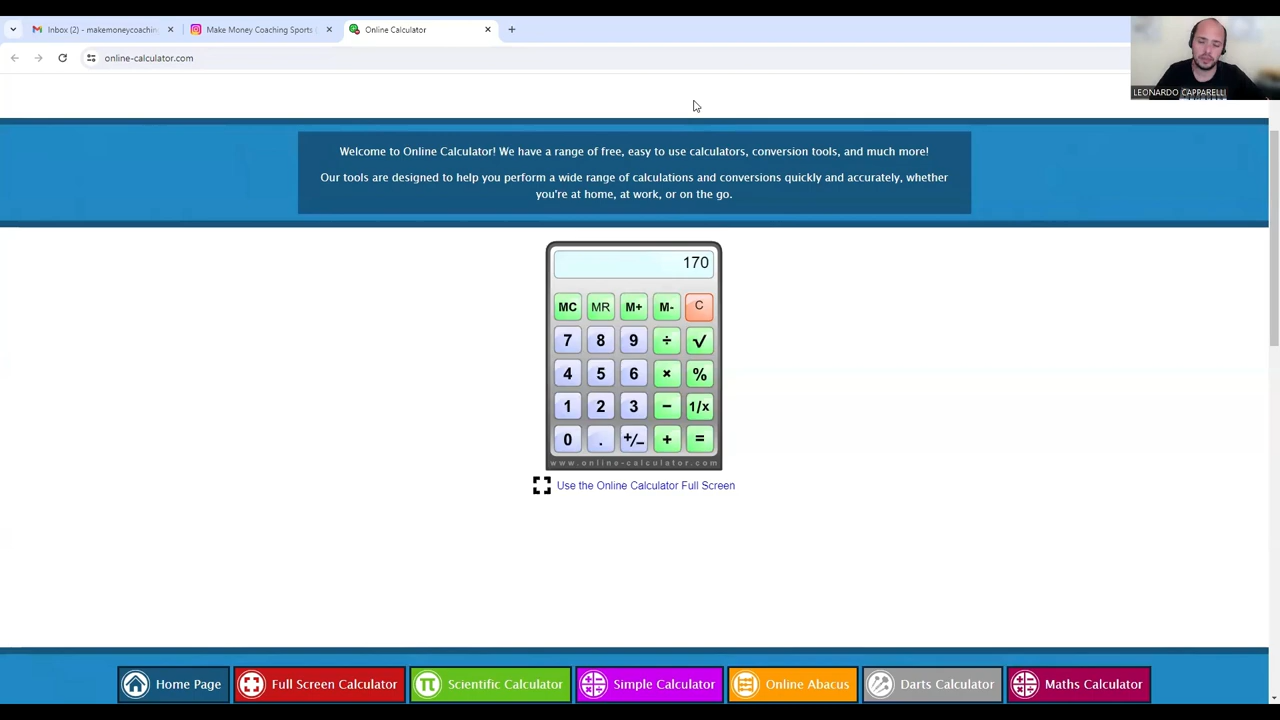 Inbox (2) - makemoneycoachin
Make Money Coaching Sports
Online Calculator
online-calculator.com
LEONARDO CAPPARELLI
Welcome to Online Calculator! We have a range of free, easy to use calculators, conversion tools, and much more!
Our tools are designed to help you perform a wide range of calculations and conversions quickly and accurately, whether
you're at home, at work, or on the go.
170
MC MR M+ M- C
7 8 9 ÷ √
4 5 6 × %
1 2 3 − 1/x
0 . +/− + =
www.online-calculator.com
Use the Online Calculator Full Screen
Home Page
Full Screen Calculator
Scientific Calculator
Simple Calculator
Online Abacus
Darts Calculator
Maths Calculator